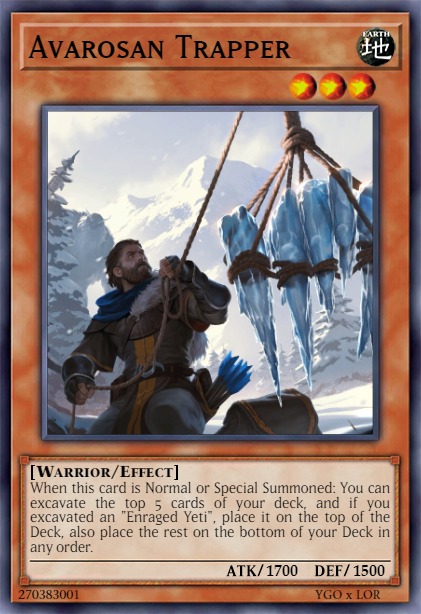 AVAROSAN TRAPPER
EARTH
地
[WARRIOR/EFFECT]
When this card is Normal or Special Summoned: You can
excavate the top 5 cards of your deck, and if you
excavated an "Enraged Yeti", place it on the top of the
Deck, also place the rest on the bottom of your Deck in
any order.
ATK/1700 DEF/1500
270383001 YGO x LOR